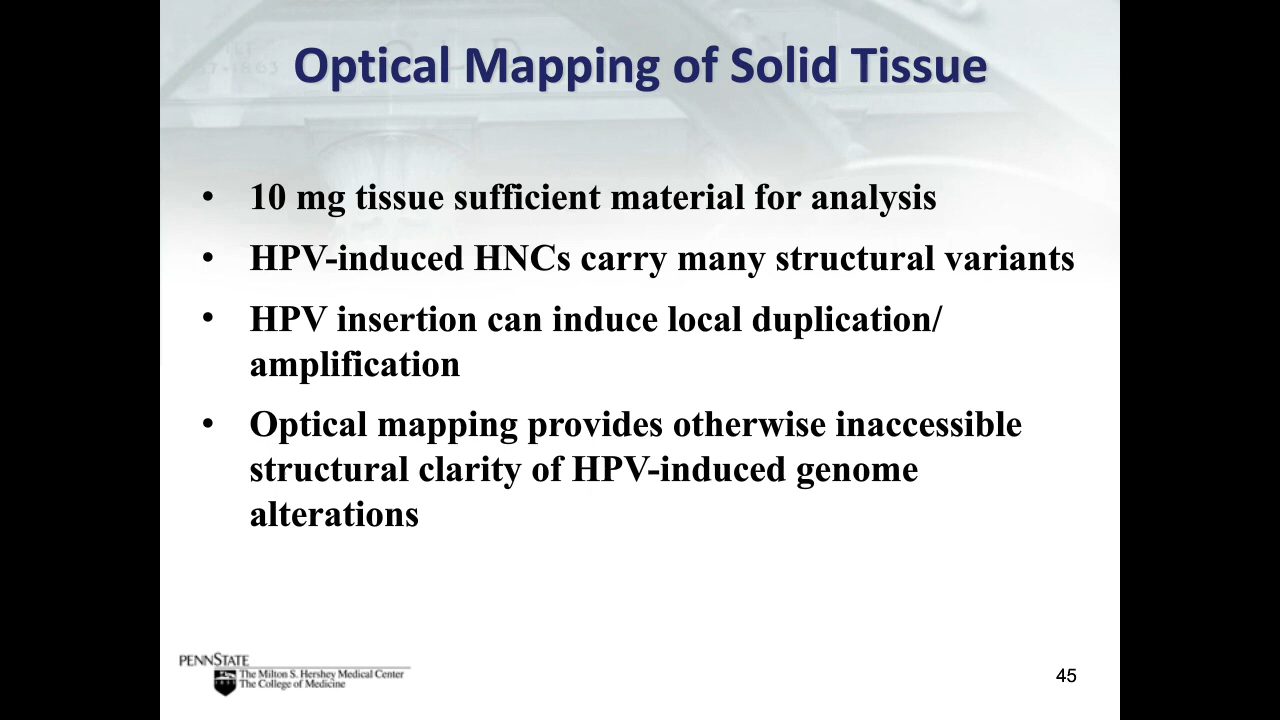 Optical Mapping of Solid Tissue
• 10 mg tissue sufficient material for analysis
• HPV-induced HNCs carry many structural variants
• HPV insertion can induce local duplication/
amplification
• Optical mapping provides otherwise inaccessible
structural clarity of HPV-induced genome
alterations
PENNSTATE
The Milton S. Hershey Medical Center
The College of Medicine
45